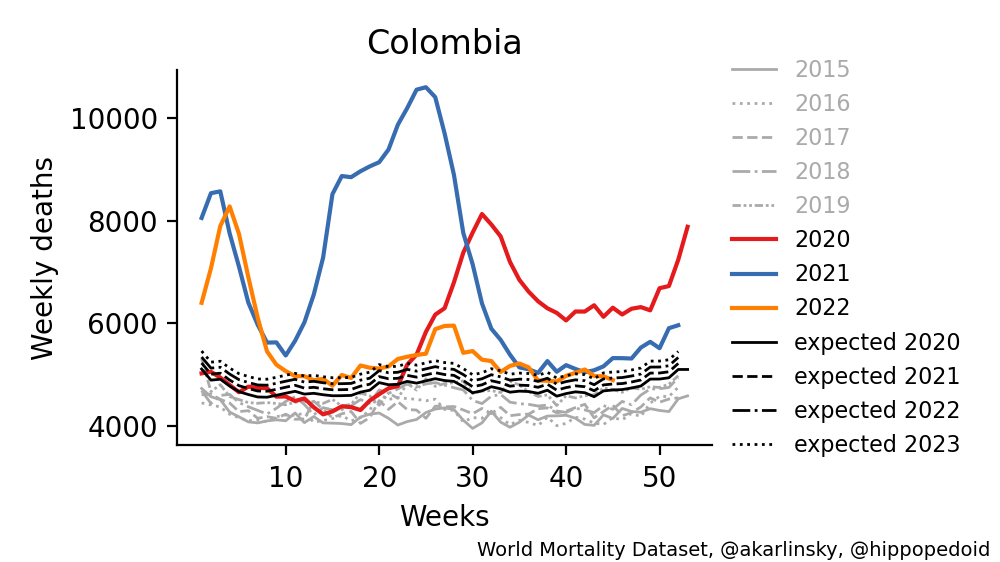 Colombia
Weekly deaths
10000
8000
6000
4000
10
20
30
40
50
Weeks
2015
2016
2017
2018
2019
2020
2021
2022
expected 2020
expected 2021
expected 2022
expected 2023
World Mortality Dataset, @akarlinsky, @hippopedoid